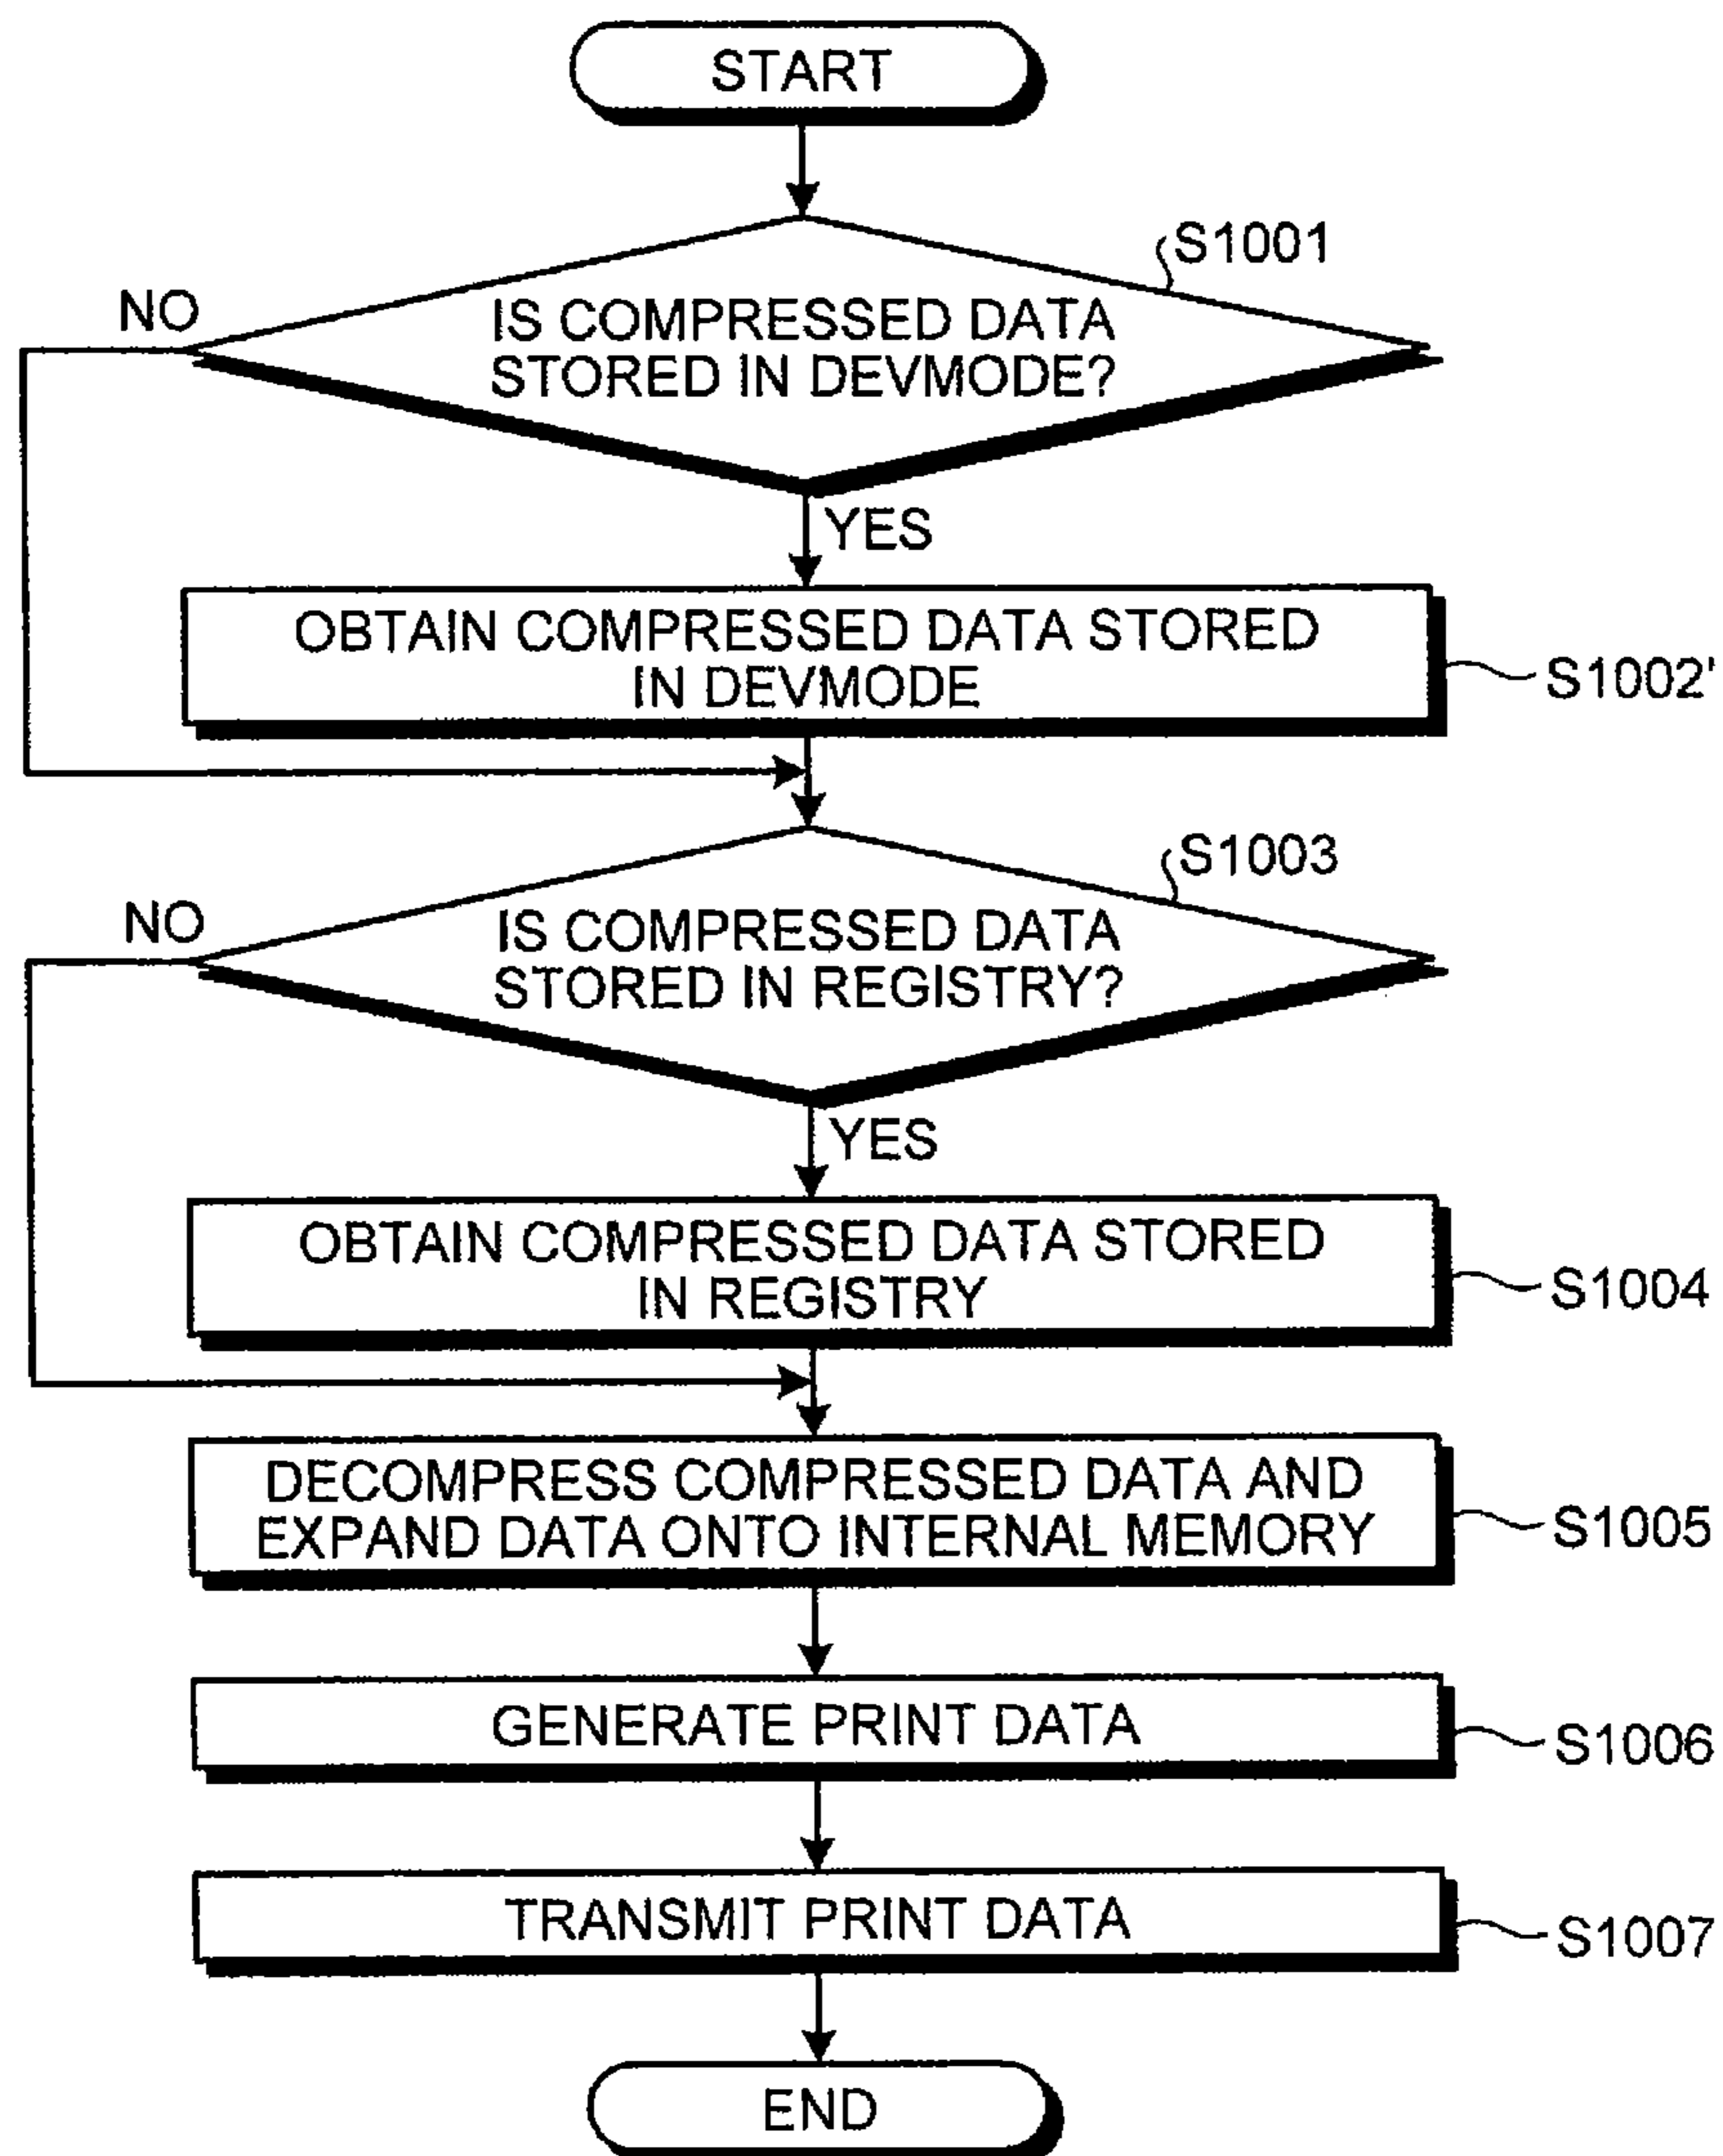 START
S1001
NO
IS COMPRESSED DATA
STORED IN DEVMODE?
YES
OBTAIN COMPRESSED DATA STORED
IN DEVMODE
S1002'
S1003
NO
IS COMPRESSED DATA
STORED IN REGISTRY?
YES
OBTAIN COMPRESSED DATA STORED
IN REGISTRY
S1004
DECOMPRESS COMPRESSED DATA AND
EXPAND DATA ONTO INTERNAL MEMORY
S1005
GENERATE PRINT DATA
S1006
TRANSMIT PRINT DATA
S1007
END